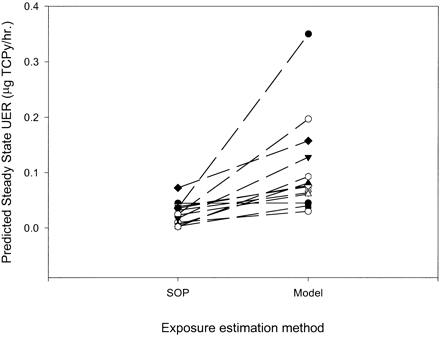 0.4
0.3
0.2
0.1
0.0
Predicted Steady State UER (µg TCPy/hr.)
SOP Model
Exposure estimation method